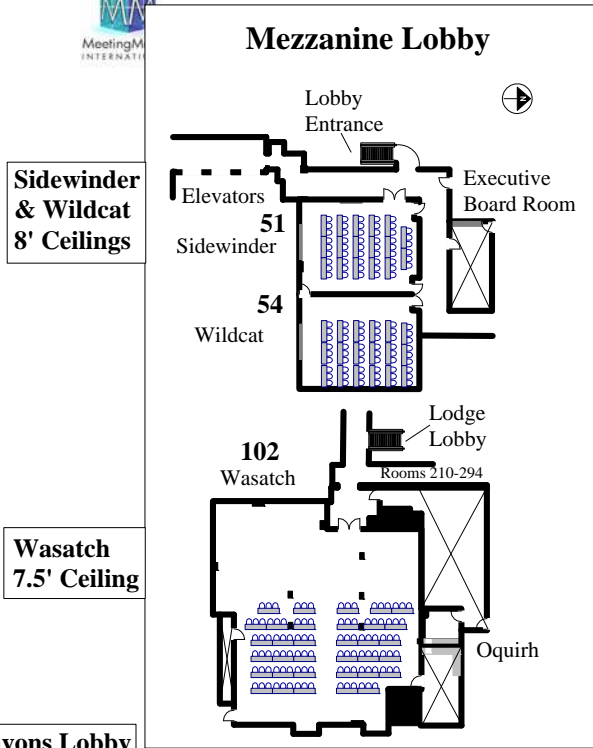 MeetingM
INTERNATI
Mezzanine Lobby
Lobby
Entrance
Sidewinder
& Wildcat
8' Ceilings
Elevators
Executive
Board Room
51
Sidewinder
54
Wildcat
Lodge
Lobby
102
Wasatch
Rooms 210-294
Wasatch
7.5' Ceiling
Oquirh
yons Lobby